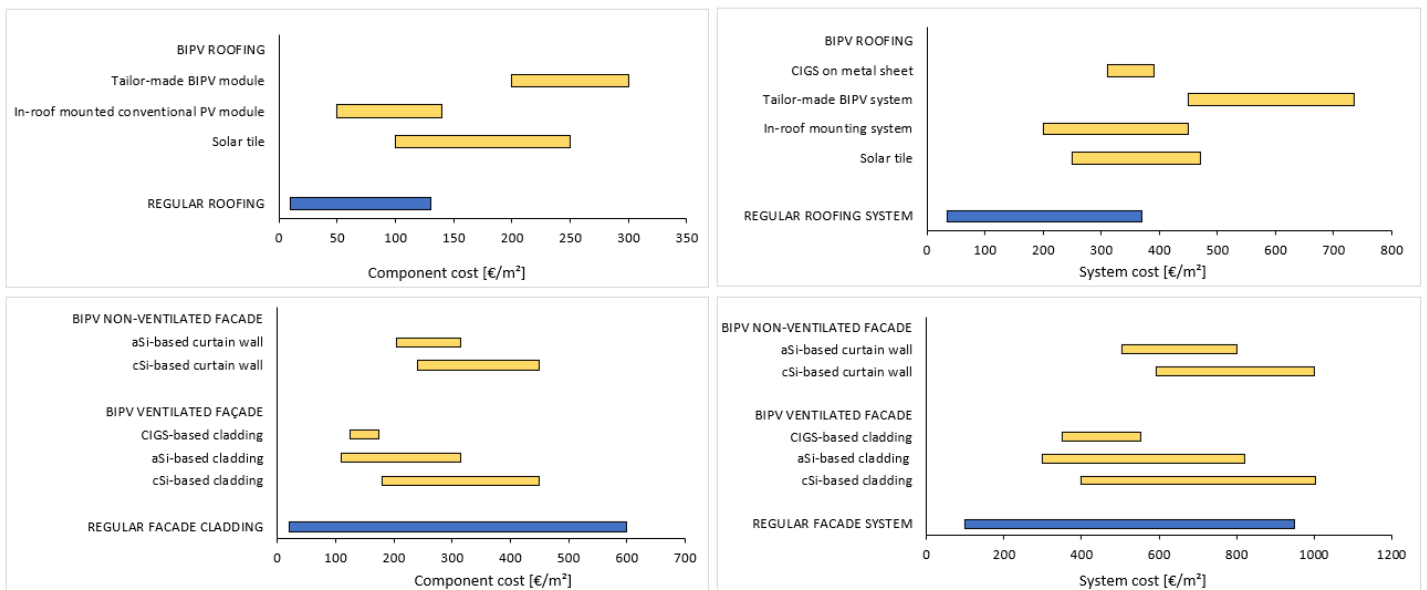 BIPV ROOFING
Tailor-made BIPV module
In-roof mounted conventional PV module
Solar tile
REGULAR ROOFING
0 50 100 150 200 250 300 350
Component cost [€/m²]
BIPV ROOFING
CIGS on metal sheet
Tailor-made BIPV system
In-roof mounting system
Solar tile
REGULAR ROOFING SYSTEM
0 100 200 300 400 500 600 700 800
System cost [€/m²]
BIPV NON-VENTILATED FACADE
aSi-based curtain wall
cSi-based curtain wall
BIPV VENTILATED FAÇADE
CIGS-based cladding
aSi-based cladding
cSi-based cladding
REGULAR FACADE CLADDING
0 100 200 300 400 500 600 700
Component cost [€/m²]
BIPV NON-VENTILATED FACADE
aSi-based curtain wall
cSi-based curtain wall
BIPV VENTILATED FACADE
CIGS-based cladding
aSi-based cladding
cSi-based cladding
REGULAR FACADE SYSTEM
0 200 400 600 800 1000 1200
System cost [€/m²]